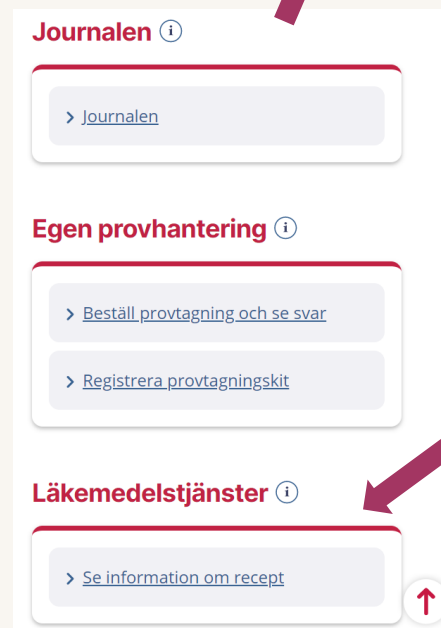 Journalen
Journalen
Egen provhantering
Beställ provtagning och se svar
Registrera provtagningskit
Läkemedelstjänster
Se information om recept